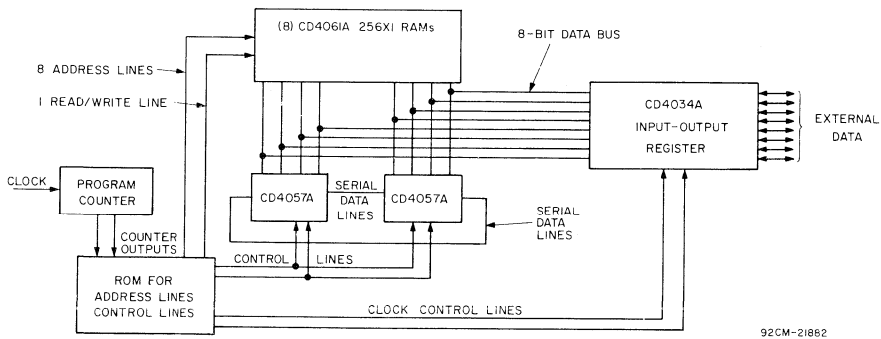 (8) CD4061A 256X1 RAMs
8-BIT DATA BUS
8 ADDRESS LINES
1 READ/WRITE LINE
CD4034A
INPUT-OUTPUT
REGISTER
EXTERNAL
DATA
CLOCK
PROGRAM
COUNTER
CD4057A
SERIAL
DATA
LINES
CD4057A
SERIAL
DATA
LINES
COUNTER
OUTPUTS
CONTROL LINES
ROM FOR
ADDRESS LINES
CONTROL LINES
CLOCK CONTROL LINES
92CM-21882